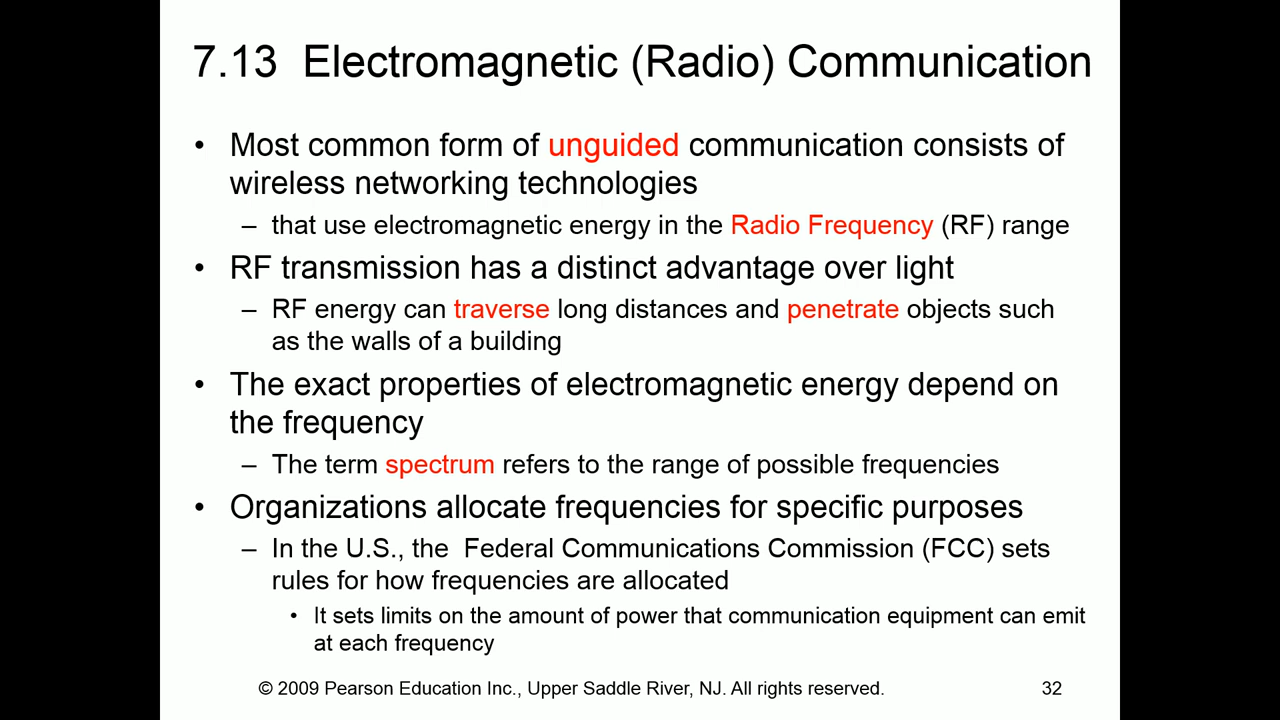 7.13 Electromagnetic (Radio) Communication
• Most common form of unguided communication consists of
wireless networking technologies
– that use electromagnetic energy in the Radio Frequency (RF) range
• RF transmission has a distinct advantage over light
– RF energy can traverse long distances and penetrate objects such
as the walls of a building
• The exact properties of electromagnetic energy depend on
the frequency
– The term spectrum refers to the range of possible frequencies
• Organizations allocate frequencies for specific purposes
– In the U.S., the Federal Communications Commission (FCC) sets
rules for how frequencies are allocated
• It sets limits on the amount of power that communication equipment can emit
at each frequency
© 2009 Pearson Education Inc., Upper Saddle River, NJ. All rights reserved. 32